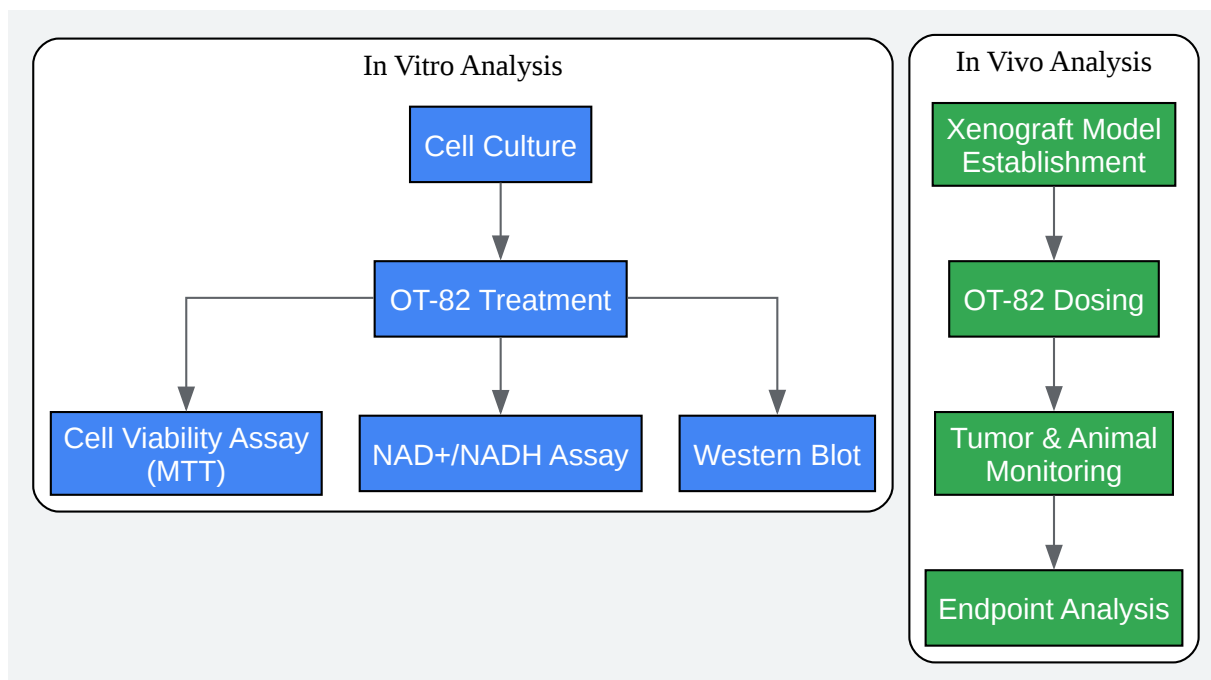 In Vitro Analysis
Cell Culture
OT-82 Treatment
Cell Viability Assay
(MTT)
NAD+/NADH Assay
Western Blot
In Vivo Analysis
Xenograft Model
Establishment
OT-82 Dosing
Tumor & Animal
Monitoring
Endpoint Analysis